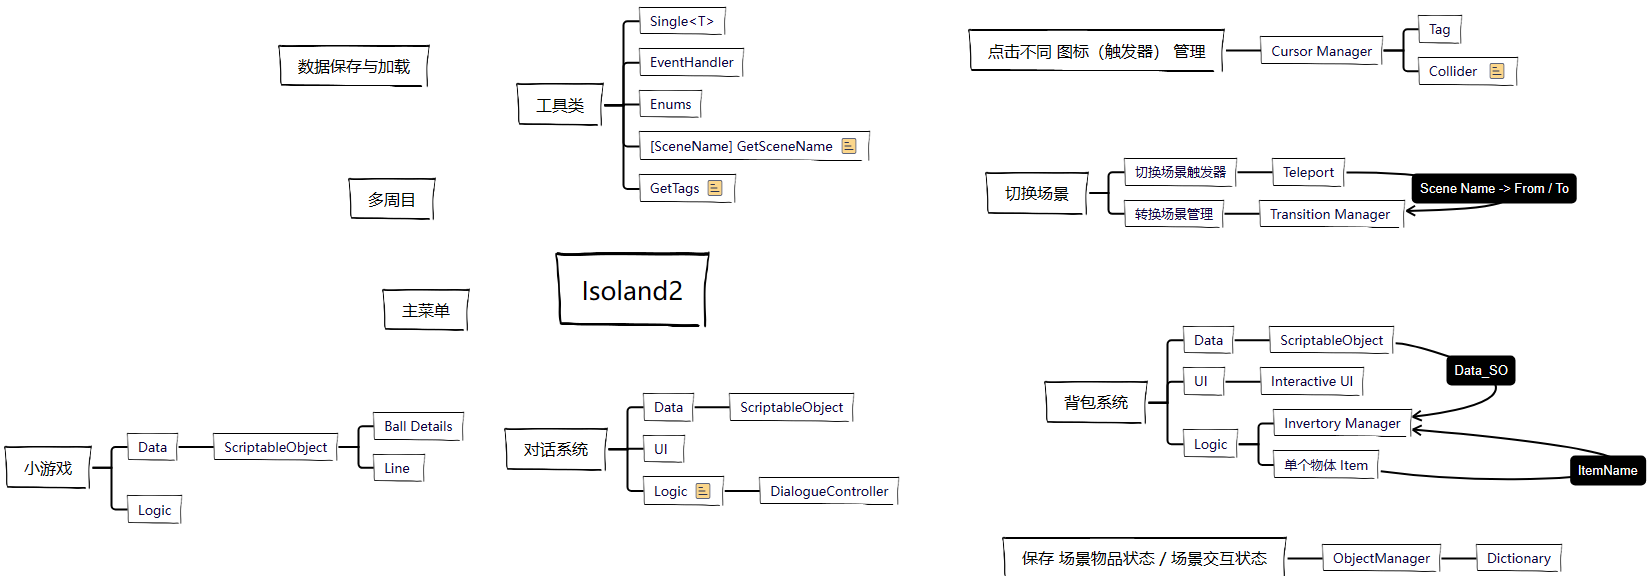 数据保存与加载
多周目
主菜单
Isoland2
工具类
Single<T>
EventHandler
Enums
[SceneName] GetSceneName
GetTags
点击不同 图标（触发器） 管理
Cursor Manager
Tag
Collider
切换场景
切换场景触发器
Teleport
转换场景管理
Transition Manager
Scene Name -> From / To
背包系统
Data
ScriptableObject
UI
Interactive UI
Logic
Invertory Manager
单个物体 Item
Data_SO
ItemName
小游戏
Data
ScriptableObject
Ball Details
Line
Logic
对话系统
Data
ScriptableObject
UI
Logic
DialogueController
保存 场景物品状态 / 场景交互状态
ObjectManager
Dictionary